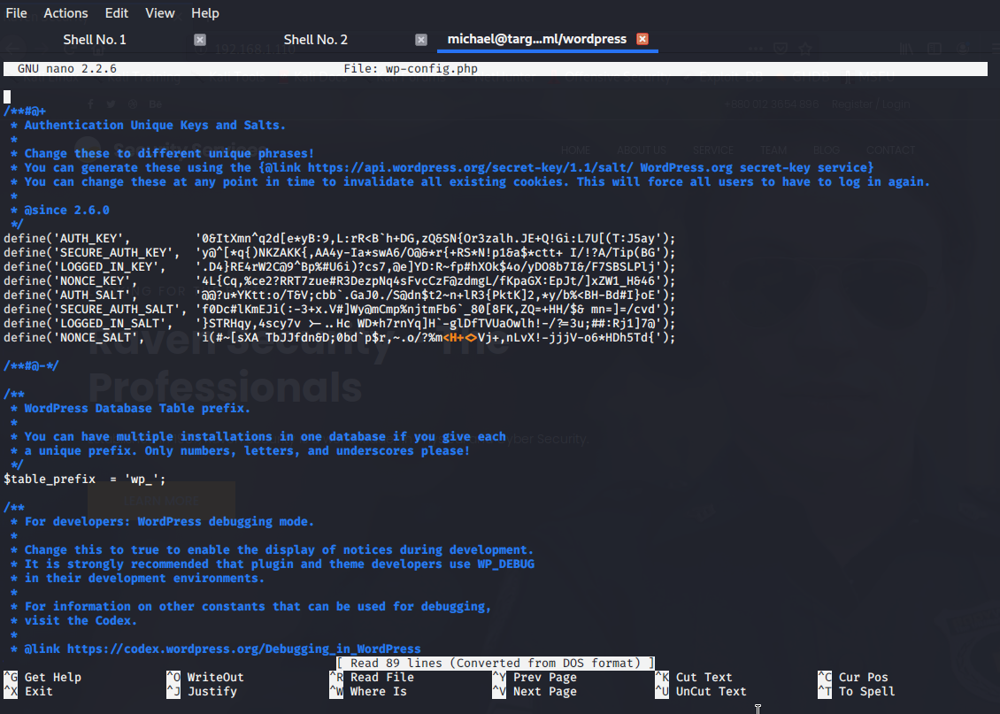 File Actions Edit View Help
Shell No. 1 Shell No. 2 michael@targ...ml/wordpress
GNU nano 2.2.6 File: wp-config.php
/**#@+
* Authentication Unique Keys and Salts.
*
* Change these to different unique phrases!
* You can generate these using the {@link https://api.wordpress.org/secret-key/1.1/salt/ WordPress.org secret-key service}
* You can change these at any point in time to invalidate all existing cookies. This will force all users to have to log in again.
*
* @since 2.6.0
*/
define('AUTH_KEY', '0&ItXmn^q2d[e*yB:9,L:rR<B`h+DG,zQ&SN{Or3zalh.JE+Q!Gi:L7U[(T:J5ay');
define('SECURE_AUTH_KEY', 'y@^[*q{)NKZAKK{,AA4y-Ia*swA6/O@&*r{+RS*N!p1&a$*ctt+ I/!?A/Tip(BG');
define('LOGGED_IN_KEY', '.D4}RE4rW2C@9^Bp%#U6i)?cs7,@e]YD:R~fp#hXOk$4o/yDO8b7I&/F7SBSLPlj');
define('NONCE_KEY', '4L{Cq,%ce2?RRT7zue#R3DezpNq4sFvcCzF@zdmgL/fKpaGX:EpJt/]xZW1_H&46');
define('AUTH_SALT', '@@?u*YKtt:o/T&V;cbb`.GaJ0./S@dn$t2~n+lR3{PktK]2,*y/b%<BH-Bd#I}oE');
define('SECURE_AUTH_SALT', 'f0Dc#lKmEJi(:-3+x.V#]Wy@mCmp%njtmFb6`_80[8FK,ZQ=+HH/$& mn=]=/cvd');
define('LOGGED_IN_SALT', '}STRHqy,4scy7v >-..Hc WD*h7rnYq]H`-glDfTVUaOwlh!-/?=3u;##:Rj1]7@');
define('NONCE_SALT', 'i(#~[sXA_TbJJfdn&D;0bd`p$r,~.o/?%m<H+<>Vj+,nLvX!-jjjV-o6*HDh5Td{');
/**#@-*/
/**
* WordPress Database Table prefix.
*
* You can have multiple installations in one database if you give each
* a unique prefix. Only numbers, letters, and underscores please!
*/
$table_prefix = 'wp_';
/**
* For developers: WordPress debugging mode.
*
* Change this to true to enable the display of notices during development.
* It is strongly recommended that plugin and theme developers use WP_DEBUG
* in their development environments.
*
* For information on other constants that can be used for debugging,
* visit the Codex.
*
* @link https://codex.wordpress.org/Debugging_in_WordPress
[ Read 89 lines (Converted from DOS format) ]
^G Get Help ^O WriteOut ^R Read File ^Y Prev Page ^K Cut Text ^C Cur Pos
^X Exit ^J Justify ^W Where Is ^V Next Page ^U UnCut Text ^T To Spell
HOME ABOUT US SERVICE TEAM BLOG CONTACT
Raven Security The
Professionals